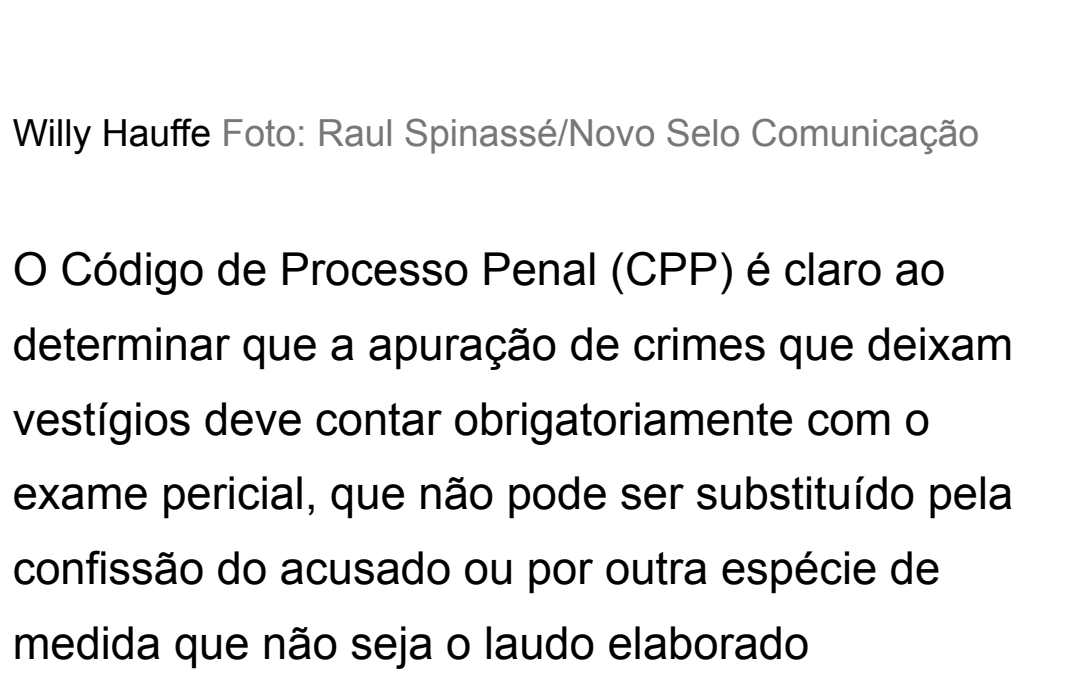 Willy Hauffe Foto: Raul Spinassé/Novo Selo Comunicação
O Código de Processo Penal (CPP) é claro ao
determinar que a apuração de crimes que deixam
vestígios deve contar obrigatoriamente com o
exame pericial, que não pode ser substituído pela
confissão do acusado ou por outra espécie de
medida que não seja o laudo elaborado